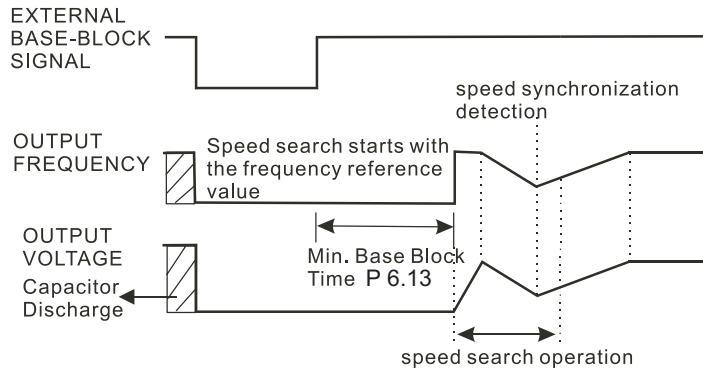 EXTERNAL
BASE-BLOCK
SIGNAL
speed synchronization
detection
OUTPUT
FREQUENCY
Speed search starts with
the frequency reference
value
OUTPUT
VOLTAGE
Capacitor
Discharge
Min. Base Block
Time P 6.13
speed search operation